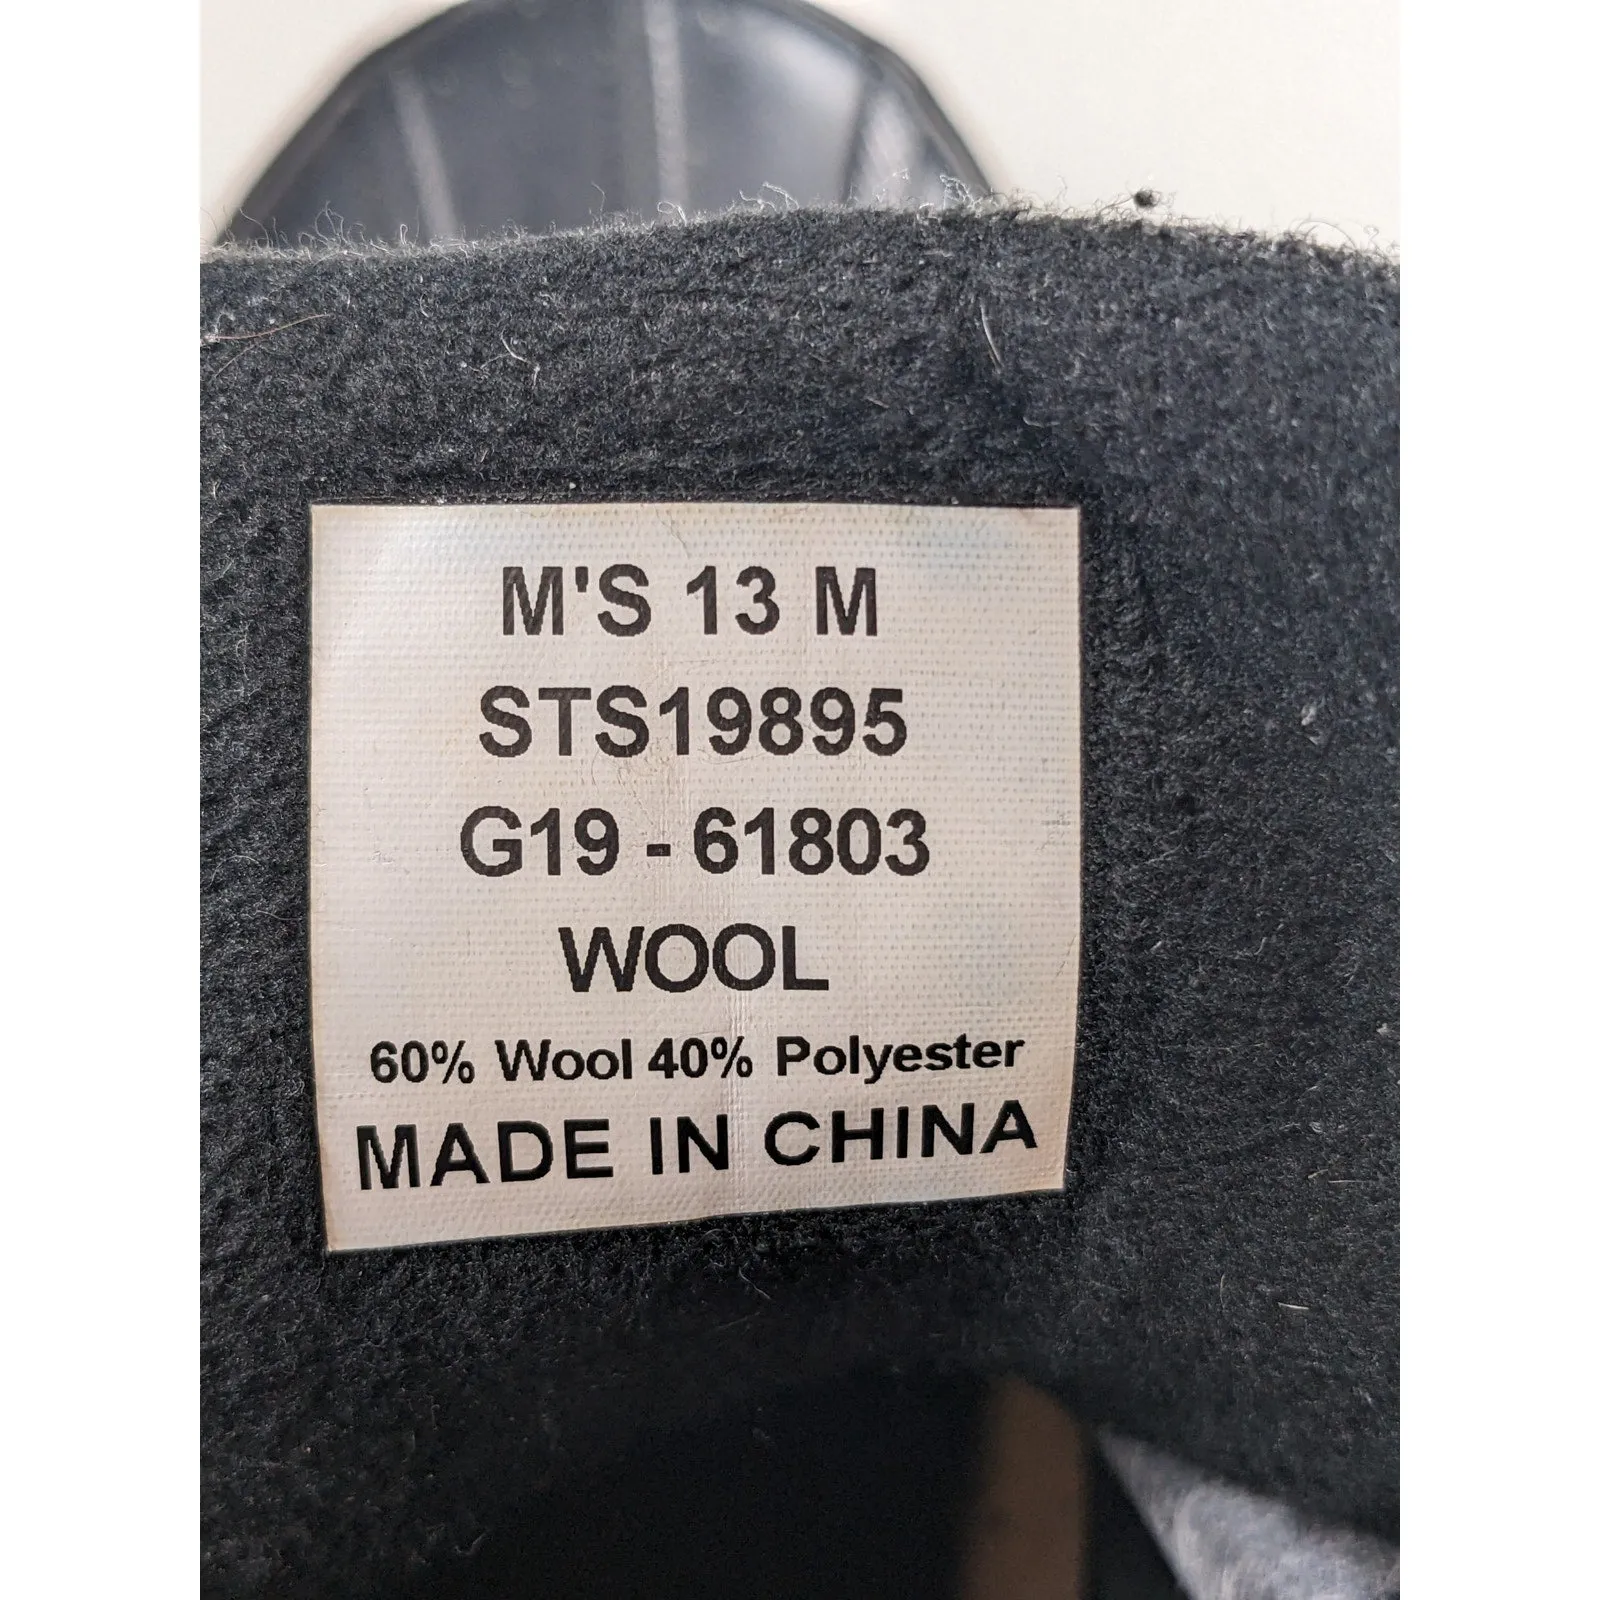 M'S 13 M
STS19895
G19 - 61803
WOOL
60% Wool 40% Polyester
MADE IN CHINA